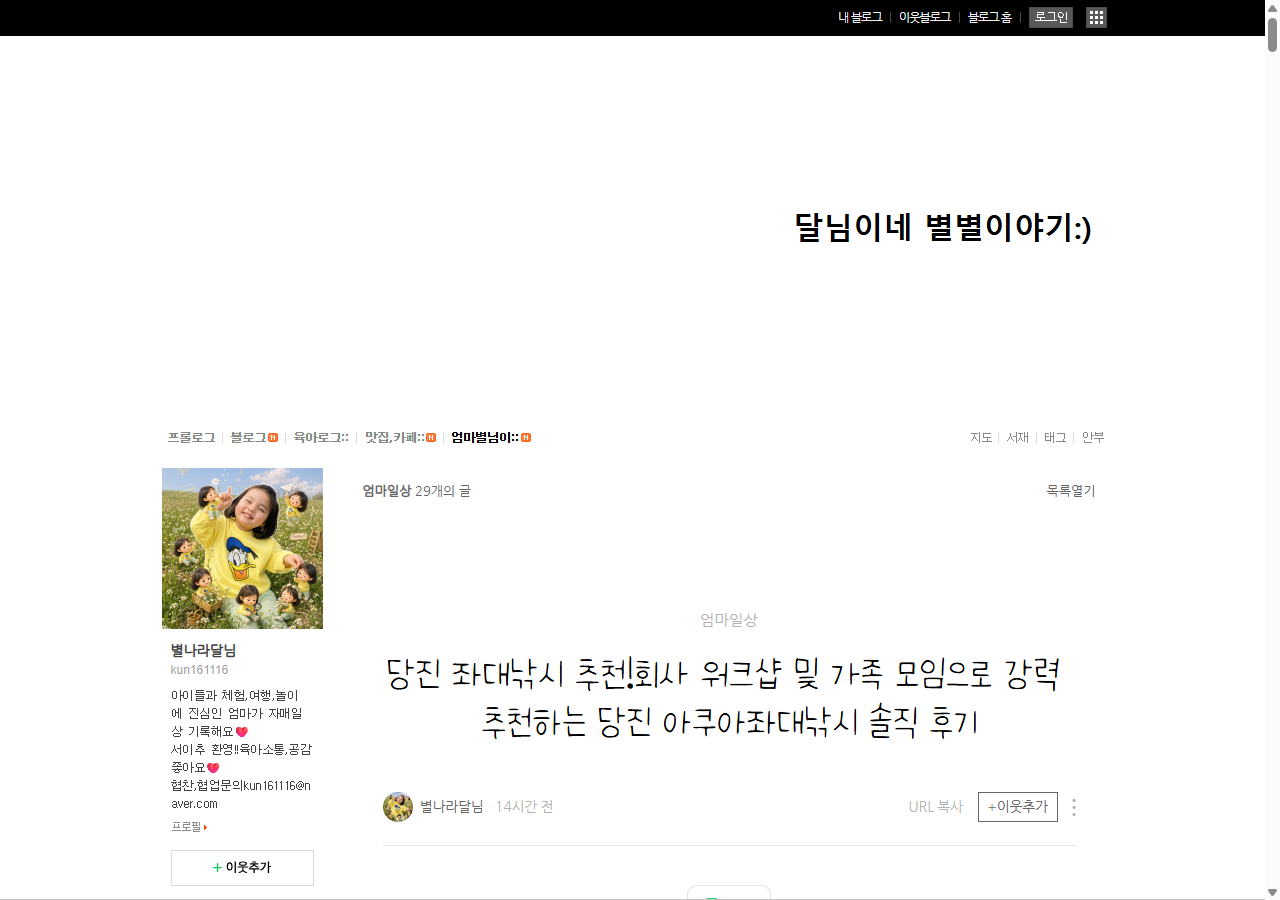 내 블로그 이웃블로그 블로그 홈 로그인
달님이네 별별이야기:)
프롤로그 블로그 N 육아로그:: 맛집,카페:: N 엄마별님이:: N 지도 서재 태그 안부
엄마일상 29개의 글 목록열기
엄마일상
당진 좌대낚시 추천!회사 워크샵 및 가족 모임으로 강력
추천하는 당진 아쿠아좌대낚시 솔직 후기
별나라달님 · 14시간 전 URL 복사 +이웃추가
별나라달님
kun161116
아이들과 체험,여행,놀이
에 진심인 엄마가 자매일
상 기록해요💓
서이추 환영!!육아소통,공감
좋아요💓
협찬,협업문의kun161116@n
aver.com
프로필
+ 이웃추가